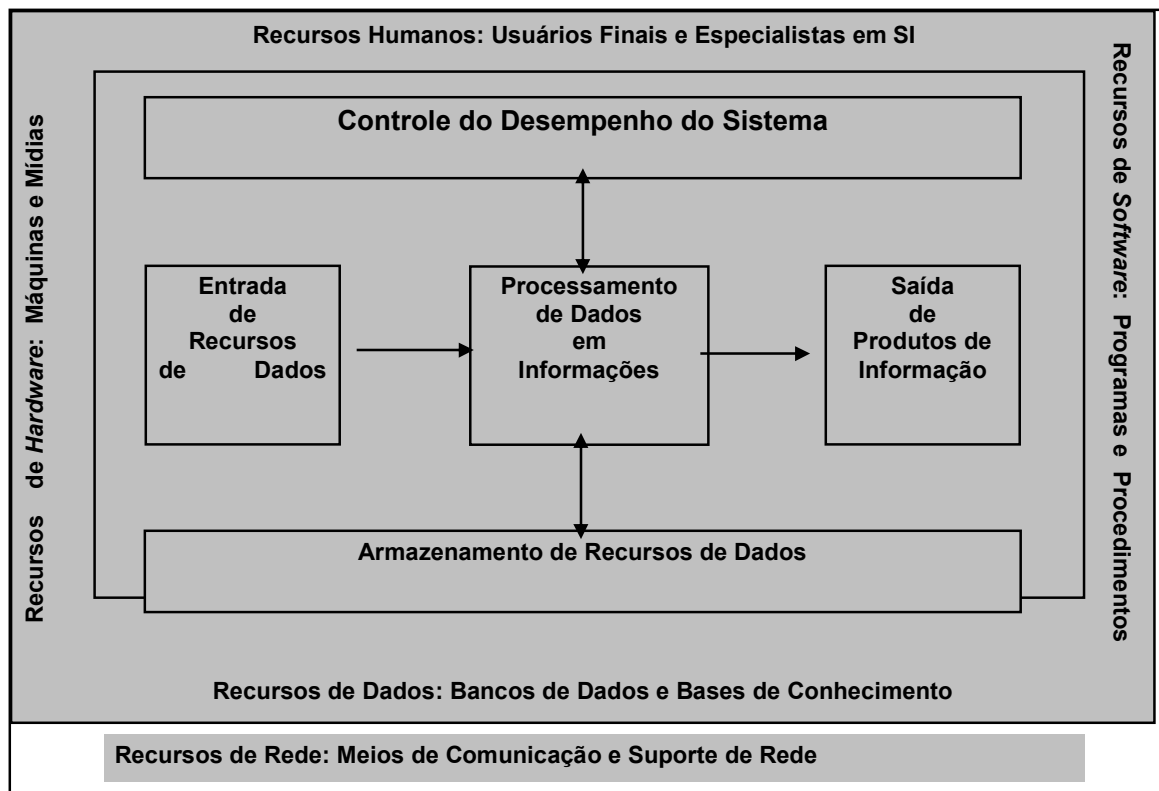 Recursos Humanos: Usuários Finais e Especialistas em SI
Recursos de Hardware: Máquinas e Mídias
Controle do Desempenho do Sistema
Entrada
de
Recursos
de Dados
Processamento
de Dados
em
Informações
Saída
de
Produtos de
Informação
Armazenamento de Recursos de Dados
Recursos de Software: Programas e Procedimentos
Recursos de Dados: Bancos de Dados e Bases de Conhecimento
Recursos de Rede: Meios de Comunicação e Suporte de Rede